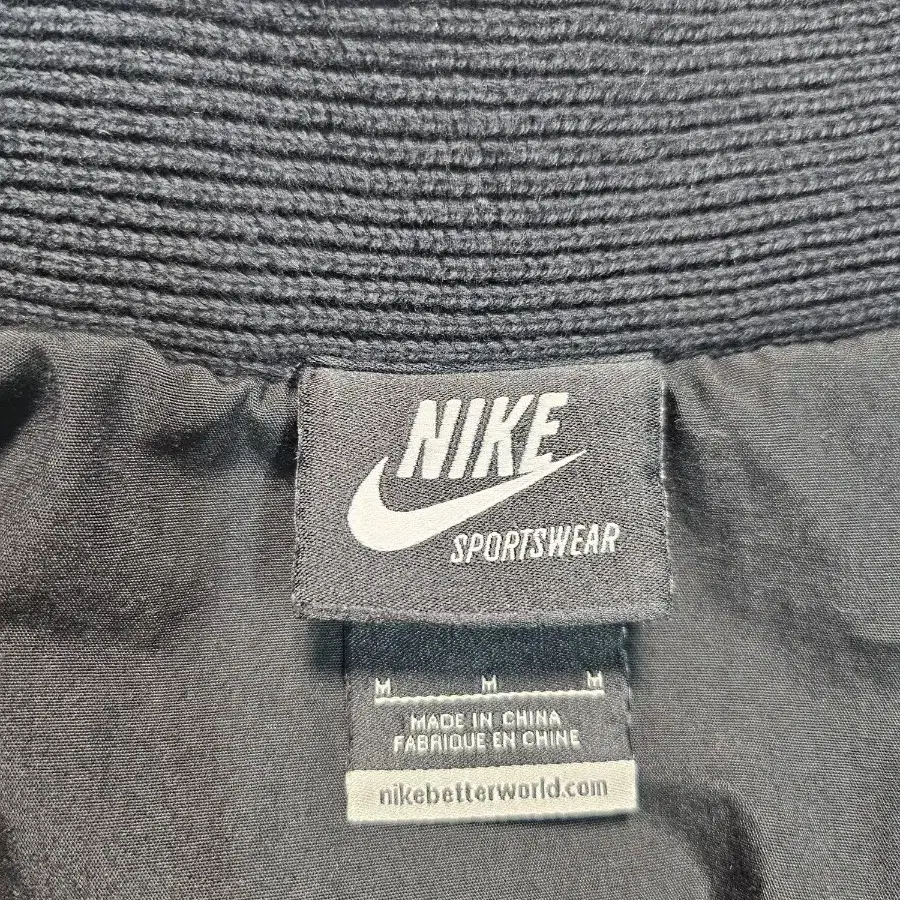 NIKE
SPORTSWEAR
M M M
MADE IN CHINA
FABRIQUE EN CHINE
nikebetterworld.com